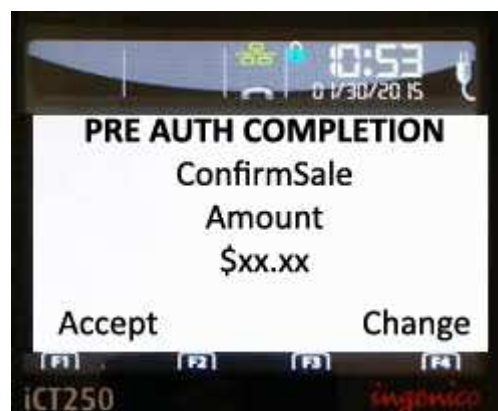 10:53
01/30/2015
PRE AUTH COMPLETION
ConfirmSale
Amount
$xx.xx
Accept Change
F1 F2 F3 F4
iCT250 ingenico